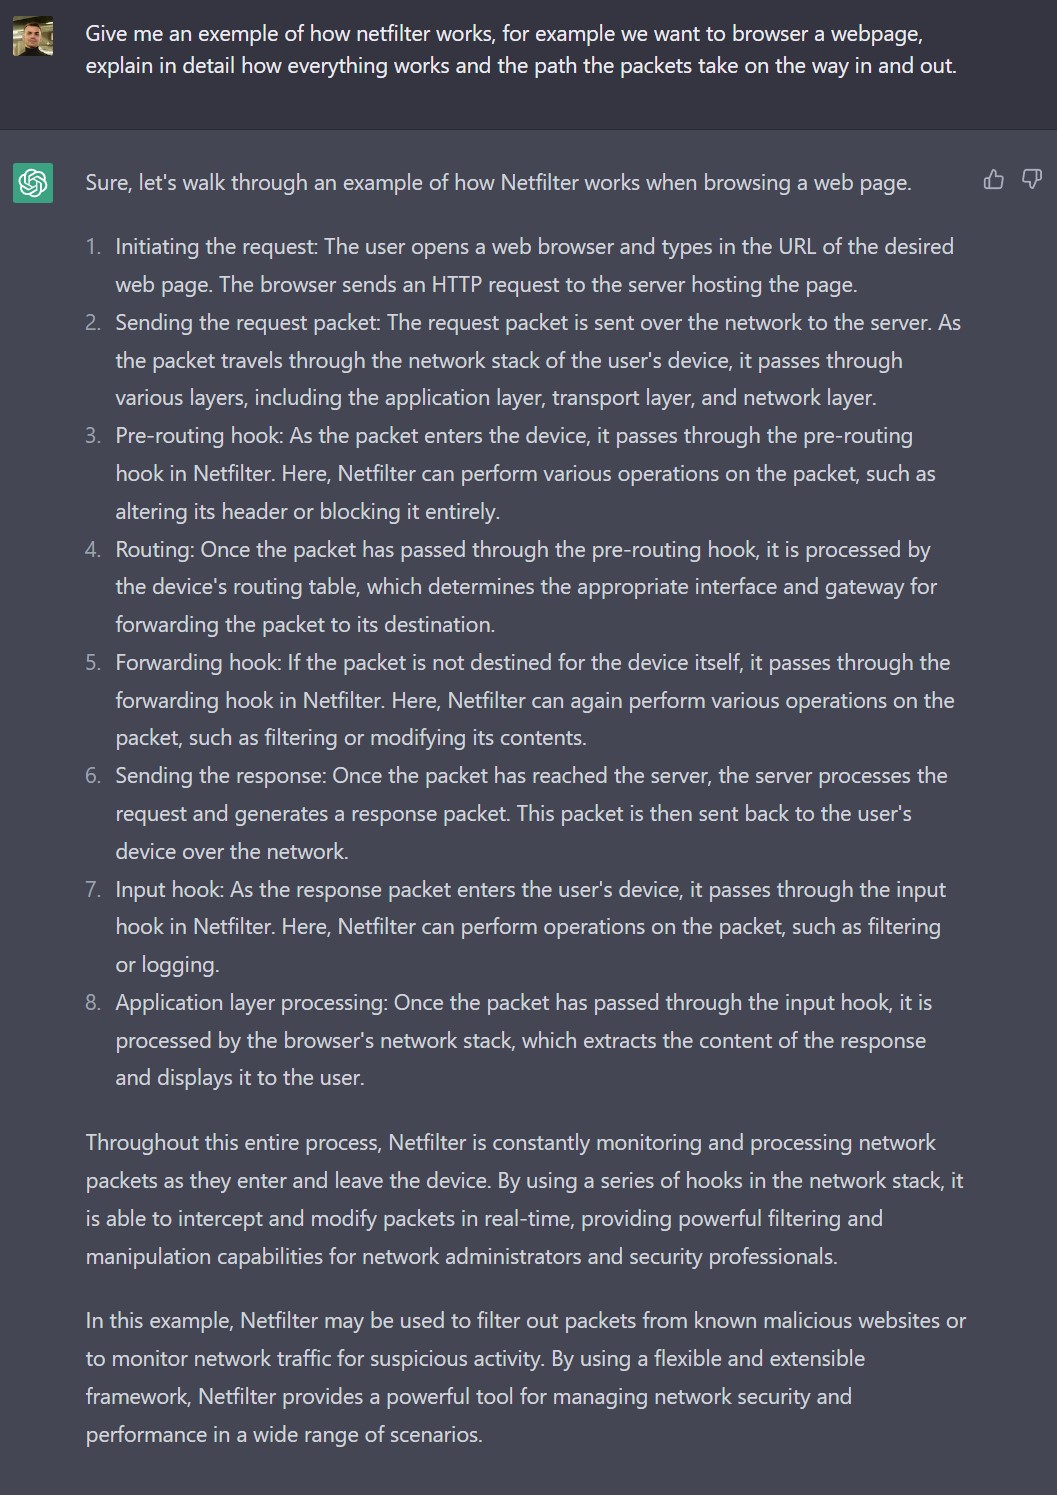 Give me an exemple of how netfilter works, for example we want to browser a webpage,
explain in detail how everything works and the path the packets take on the way in and out.
Sure, let's walk through an example of how Netfilter works when browsing a web page.
1. Initiating the request: The user opens a web browser and types in the URL of the desired
web page. The browser sends an HTTP request to the server hosting the page.
2. Sending the request packet: The request packet is sent over the network to the server. As
the packet travels through the network stack of the user's device, it passes through
various layers, including the application layer, transport layer, and network layer.
3. Pre-routing hook: As the packet enters the device, it passes through the pre-routing
hook in Netfilter. Here, Netfilter can perform various operations on the packet, such as
altering its header or blocking it entirely.
4. Routing: Once the packet has passed through the pre-routing hook, it is processed by
the device's routing table, which determines the appropriate interface and gateway for
forwarding the packet to its destination.
5. Forwarding hook: If the packet is not destined for the device itself, it passes through the
forwarding hook in Netfilter. Here, Netfilter can again perform various operations on the
packet, such as filtering or modifying its contents.
6. Sending the response: Once the packet has reached the server, the server processes the
request and generates a response packet. This packet is then sent back to the user's
device over the network.
7. Input hook: As the response packet enters the user's device, it passes through the input
hook in Netfilter. Here, Netfilter can perform operations on the packet, such as filtering
or logging.
8. Application layer processing: Once the packet has passed through the input hook, it is
processed by the browser's network stack, which extracts the content of the response
and displays it to the user.
Throughout this entire process, Netfilter is constantly monitoring and processing network
packets as they enter and leave the device. By using a series of hooks in the network stack, it
is able to intercept and modify packets in real-time, providing powerful filtering and
manipulation capabilities for network administrators and security professionals.
In this example, Netfilter may be used to filter out packets from known malicious websites or
to monitor network traffic for suspicious activity. By using a flexible and extensible
framework, Netfilter provides a powerful tool for managing network security and
performance in a wide range of scenarios.